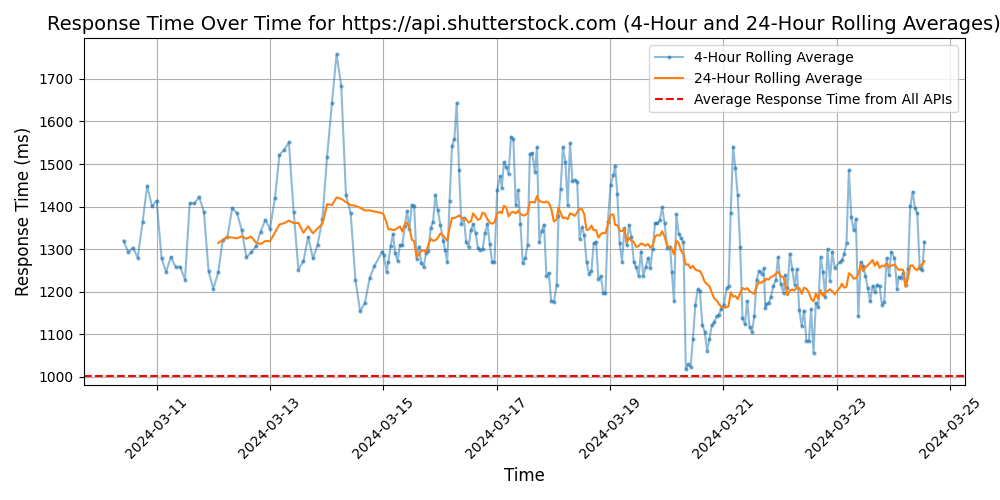 Response Time Over Time for https://api.shutterstock.com (4-Hour and 24-Hour Rolling Averages)
4-Hour Rolling Average
24-Hour Rolling Average
Average Response Time from All APIs
Response Time (ms)
1700
1600
1500
1400
1300
1200
1100
1000
2024-03-11
2024-03-13
2024-03-15
2024-03-17
2024-03-19
2024-03-21
2024-03-23
2024-03-25
Time